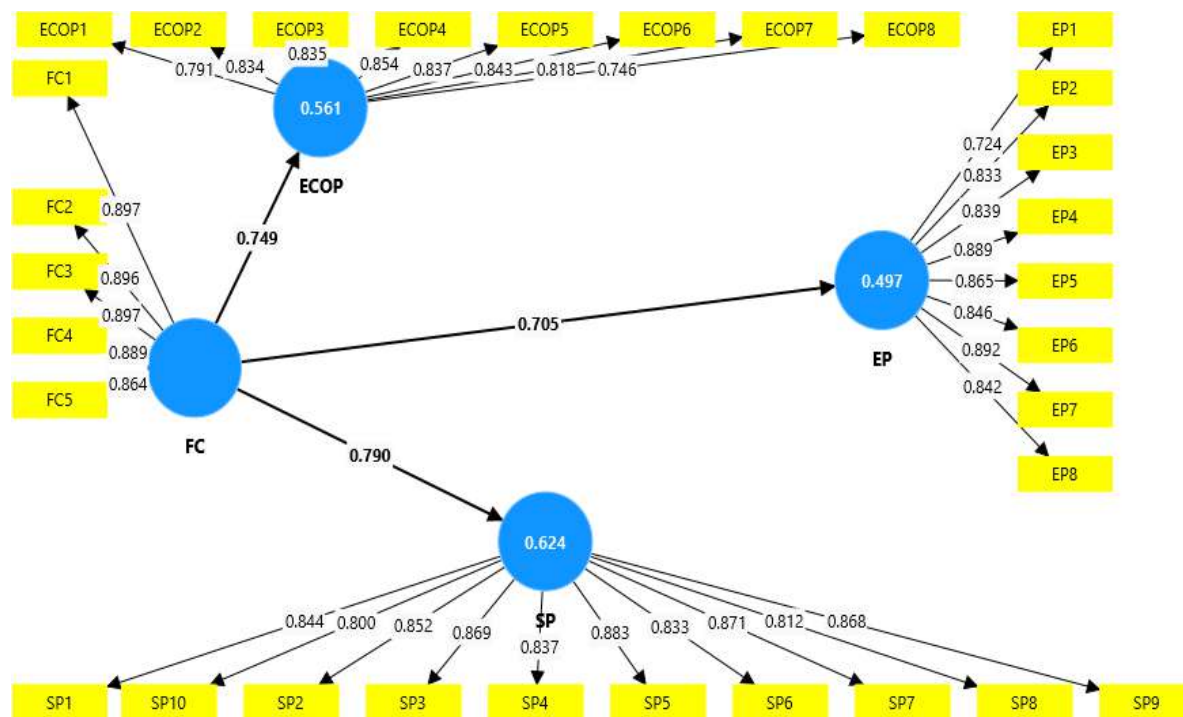 ECOP1 ECOP2 ECOP3 ECOP4 ECOP5 ECOP6 ECOP7 ECOP8
0.791 0.834 0.835 0.854 0.837 0.843 0.818 0.746
0.561
ECOP
FC1
FC2
FC3
FC4
FC5
0.897
0.896
0.897
0.889
0.864
FC
0.749
0.705
0.790
EP1
EP2
EP3
EP4
EP5
EP6
EP7
EP8
0.724
0.833
0.839
0.889
0.865
0.846
0.892
0.842
0.497
EP
0.624
SP
0.844 0.800 0.852 0.869 0.837 0.883 0.833 0.871 0.812 0.868
SP1 SP10 SP2 SP3 SP4 SP5 SP6 SP7 SP8 SP9